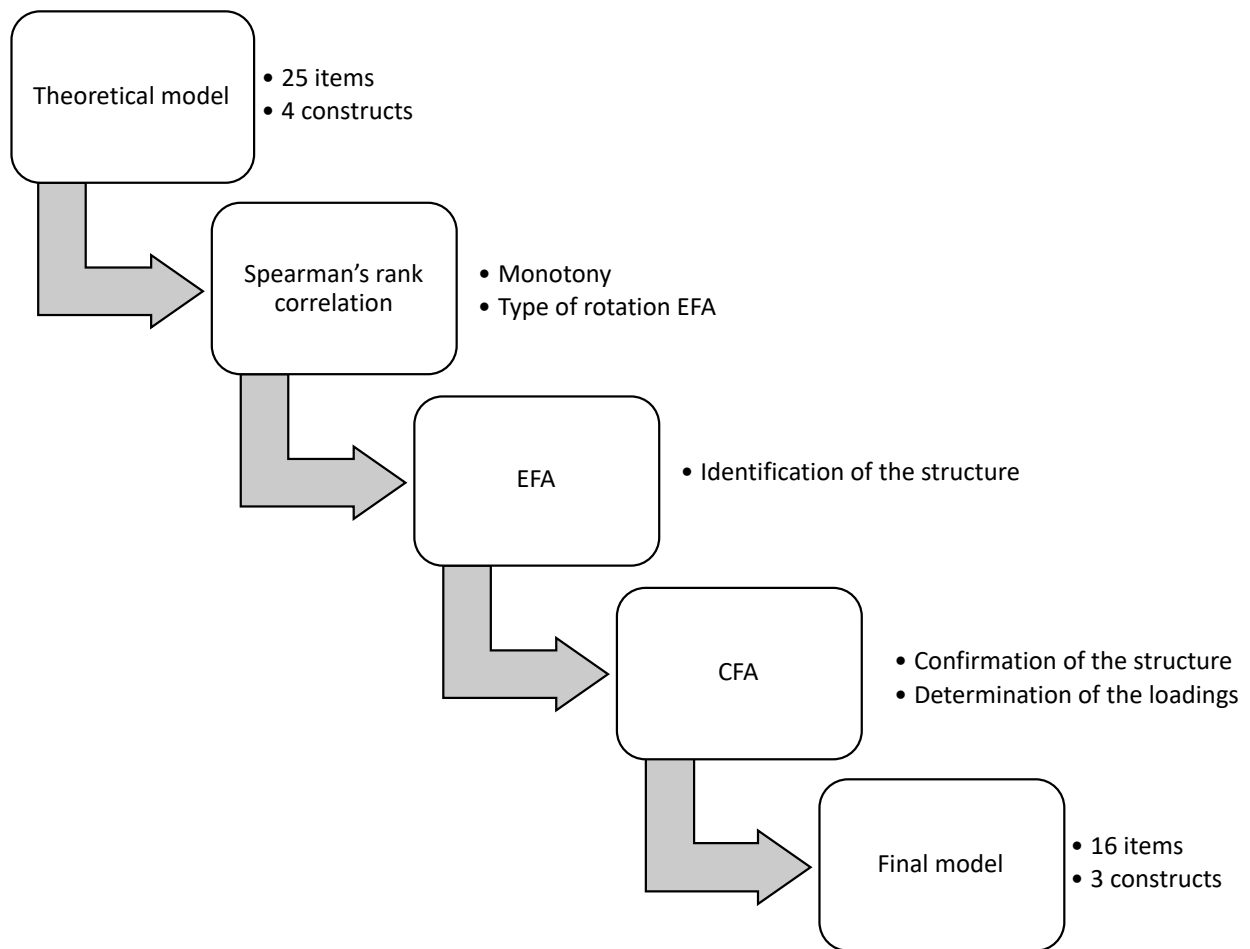 Theoretical model
• 25 items
• 4 constructs
Spearman’s rank
correlation
• Monotony
• Type of rotation EFA
EFA
• Identification of the structure
CFA
• Confirmation of the structure
• Determination of the loadings
Final model
• 16 items
• 3 constructs